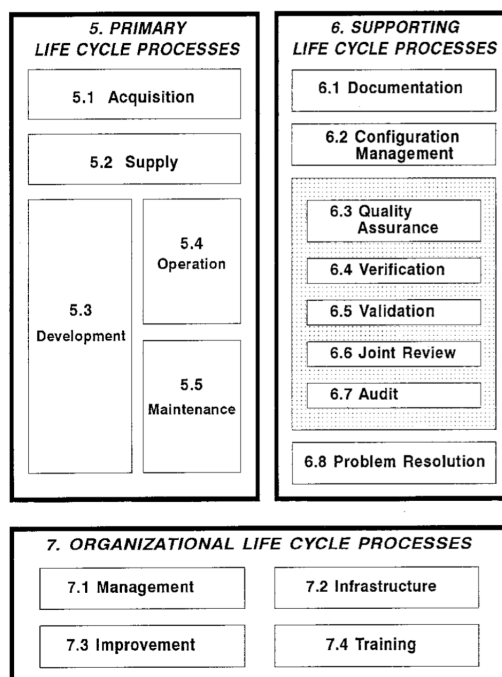 5. PRIMARY
LIFE CYCLE PROCESSES
5.1 Acquisition
5.2 Supply
5.3
Development
5.4
Operation
5.5
Maintenance
6. SUPPORTING
LIFE CYCLE PROCESSES
6.1 Documentation
6.2 Configuration
Management
6.3 Quality
Assurance
6.4 Verification
6.5 Validation
6.6 Joint Review
6.7 Audit
6.8 Problem Resolution
7. ORGANIZATIONAL LIFE CYCLE PROCESSES
7.1 Management
7.2 Infrastructure
7.3 Improvement
7.4 Training